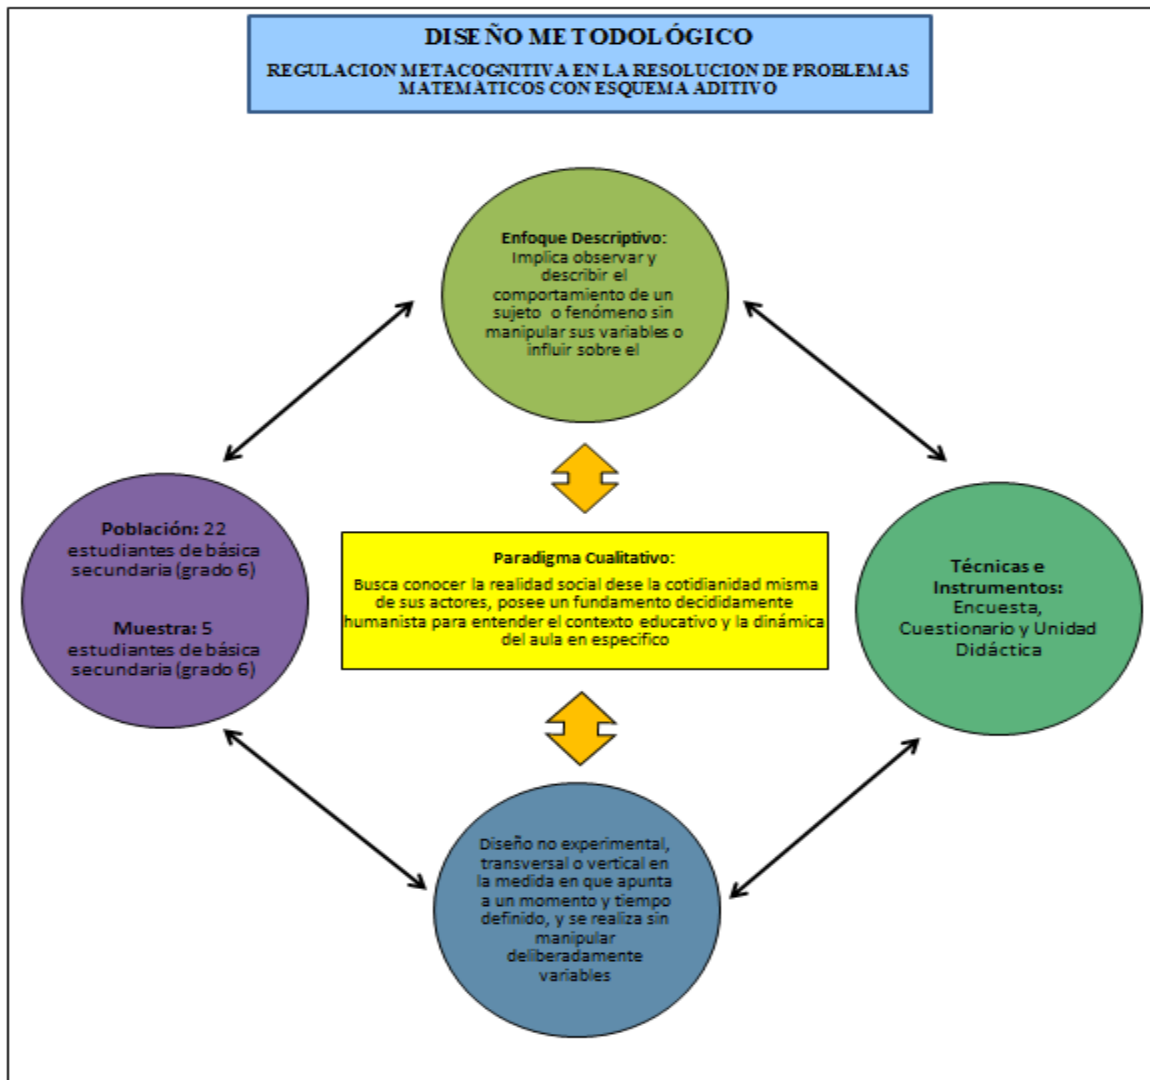 DISEÑO METODOLÓGICO
REGULACION METACOGNITIVA EN LA RESOLUCION DE PROBLEMAS
MATEMÀTICOS CON ESQUEMA ADITIVO
Enfoque Descriptivo:
Implica observar y
describir el
comportamiento de un
sujeto o fenómeno sin
manipular sus variables o
influir sobre el
Población: 22
estudiantes de básica
secundaria (grado 6)
Muestra: 5
estudiantes de básica
secundaria (grado 6)
Paradigma Cualitativo:
Busca conocer la realidad social dese la cotidianidad misma
de sus actores, posee un fundamento decididamente
humanista para entender el contexto educativo y la dinámica
del aula en especifico
Técnicas e
Instrumentos:
Encuesta,
Cuestionario y Unidad
Didáctica
Diseño no experimental,
transversal o vertical en
la medida en que apunta
a un momento y tiempo
definido, y se realiza sin
manipular
deliberadamente
variables